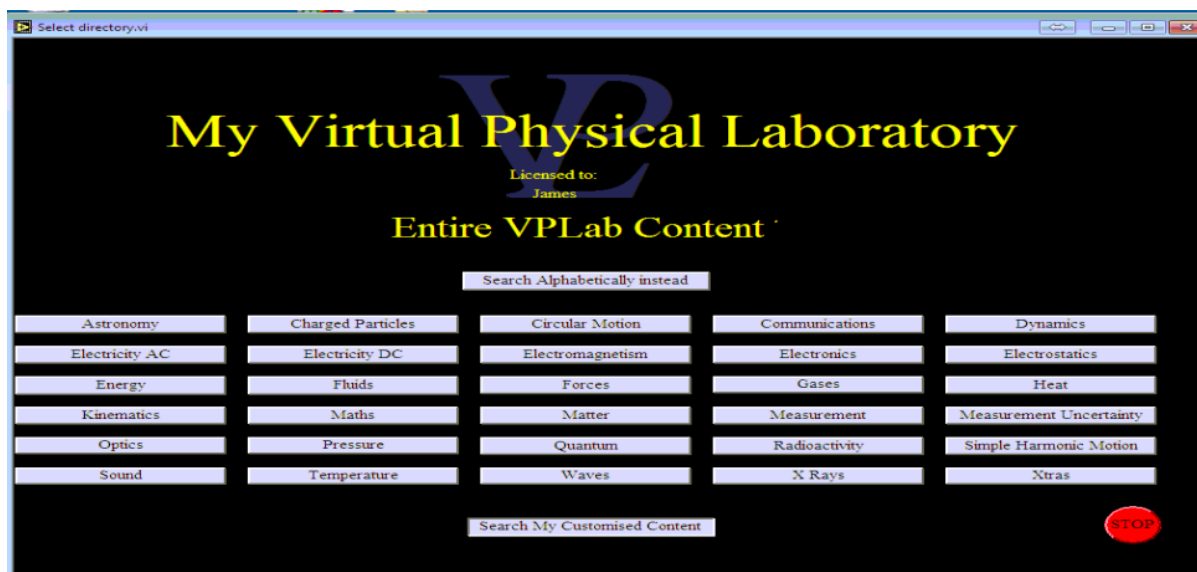 Select directory.vi
VPL
My Virtual Physical Laboratory
Licensed to:
James
Entire VPLab Content
Search Alphabetically instead
Astronomy Charged Particles Circular Motion Communications Dynamics
Electricity AC Electricity DC Electromagnetism Electronics Electrostatics
Energy Fluids Forces Gases Heat
Kinematics Maths Matter Measurement Measurement Uncertainty
Optics Pressure Quantum Radioactivity Simple Harmonic Motion
Sound Temperature Waves X Rays Xtras
Search My Customised Content
STOP